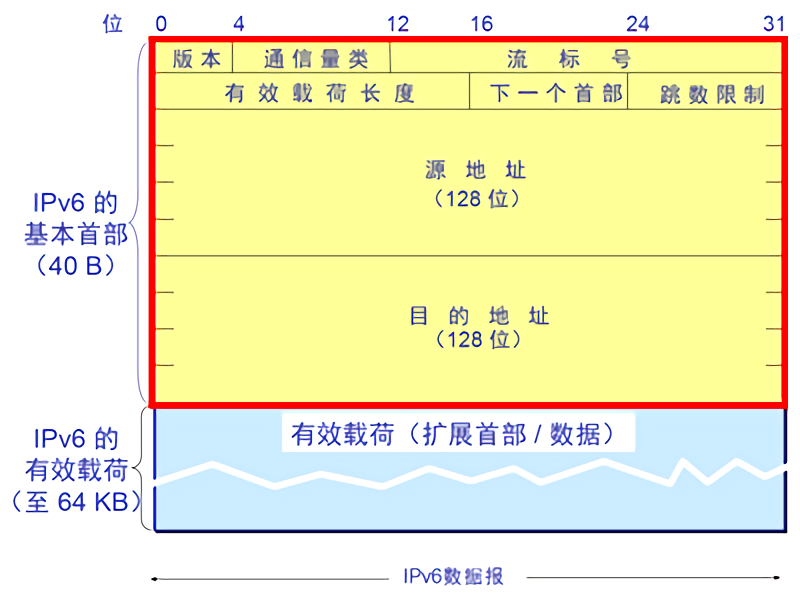 位 0 4 12 16 24 31
版本 通信量类 流标号
有效载荷长度 下一个首部 跳数限制
源地址
（128 位）
IPv6 的
基本首部
（40 B）
目的地址
（128 位）
有效载荷（扩展首部 / 数据）
IPv6 的
有效载荷
（至 64 KB）
IPv6数据报